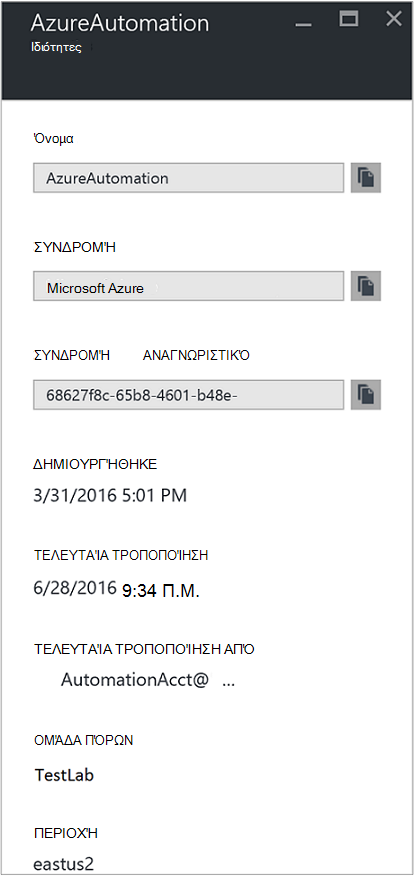 AzureAutomation
Ιδιότητες
Όνομα
AzureAutomation
ΣΥΝΔΡΟΜΉ
Microsoft Azure
ΣΥΝΔΡΟΜΉ ΑΝΑΓΝΩΡΙΣΤΙΚΌ
68627f8c-65b8-4601-b48e-
ΔΗΜΙΟΥΡΓΉΘΗΚΕ
3/31/2016 5:01 PM
ΤΕΛΕΥΤΑΊΑ ΤΡΟΠΟΠΟΊΗΣΗ
6/28/2016 9:34 Π.Μ.
ΤΕΛΕΥΤΑΊΑ ΤΡΟΠΟΠΟΊΗΣΗ ΑΠΌ
AutomationAcct@ ...
ΟΜΆΔΑ ΠΌΡΩΝ
TestLab
ΠΕΡΙΟΧΉ
eastus2